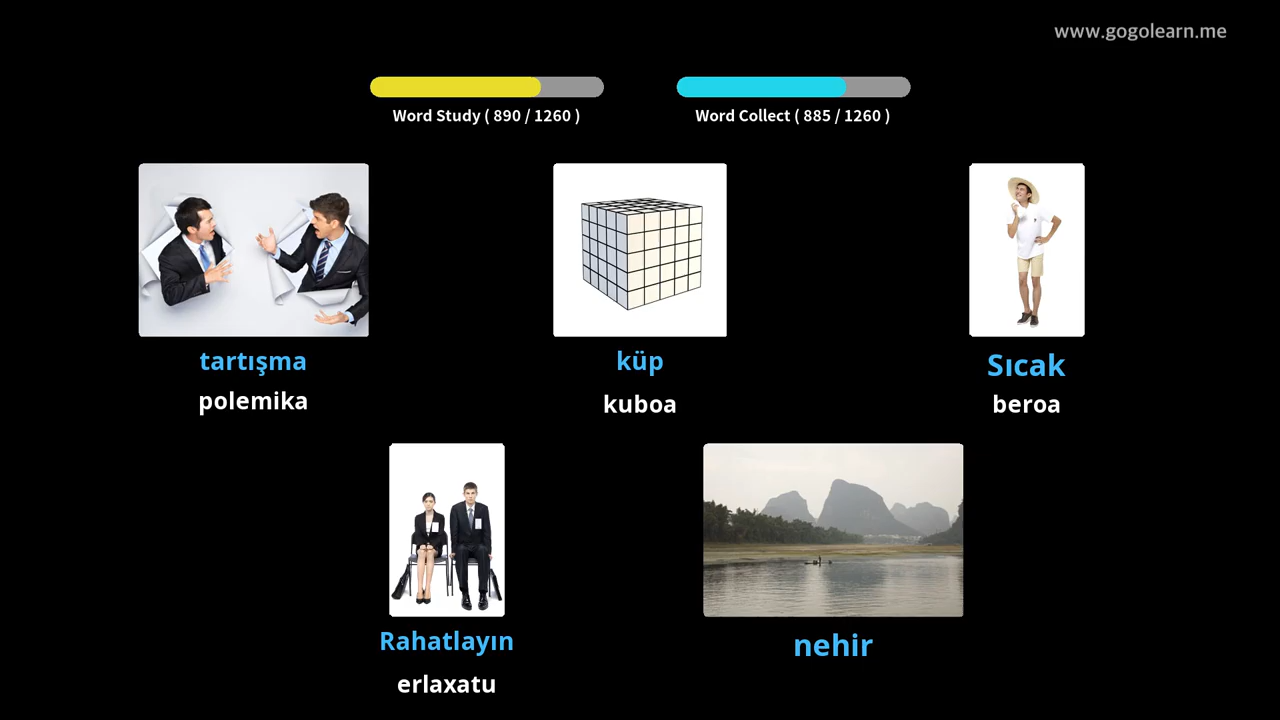 www.gogolearn.me
Word Study ( 890 / 1260 )
Word Collect ( 885 / 1260 )
tartışma
polemika
küp
kuboa
Sıcak
beroa
Rahatlayın
erlaxatu
nehir